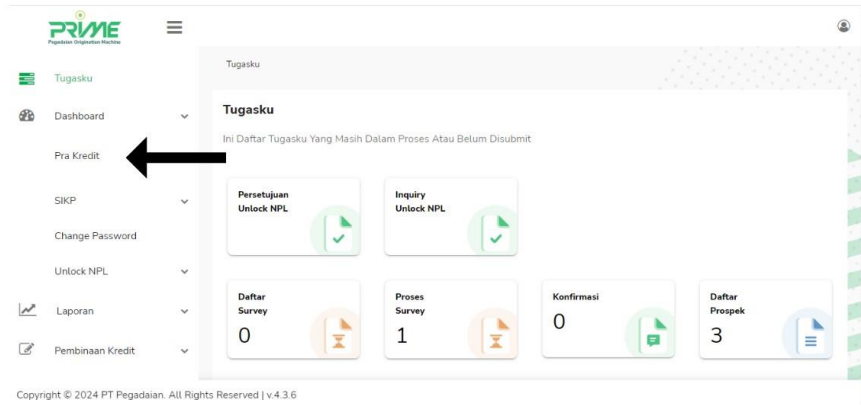 PRIME
Pegadaian Origination Machine
Tugasku
Dashboard
Pra Kredit
SIKP
Change Password
Unlock NPL
Laporan
Pembinaan Kredit
Tugasku
Tugasku
Ini Daftar Tugasku Yang Masih Dalam Proses Atau Belum Disubmit
Persetujuan
Unlock NPL
Inquiry
Unlock NPL
Daftar
Survey
0
Proses
Survey
1
Konfirmasi
0
Daftar
Prospek
3
Copyright © 2024 PT Pegadaian. All Rights Reserved | v.4.3.6